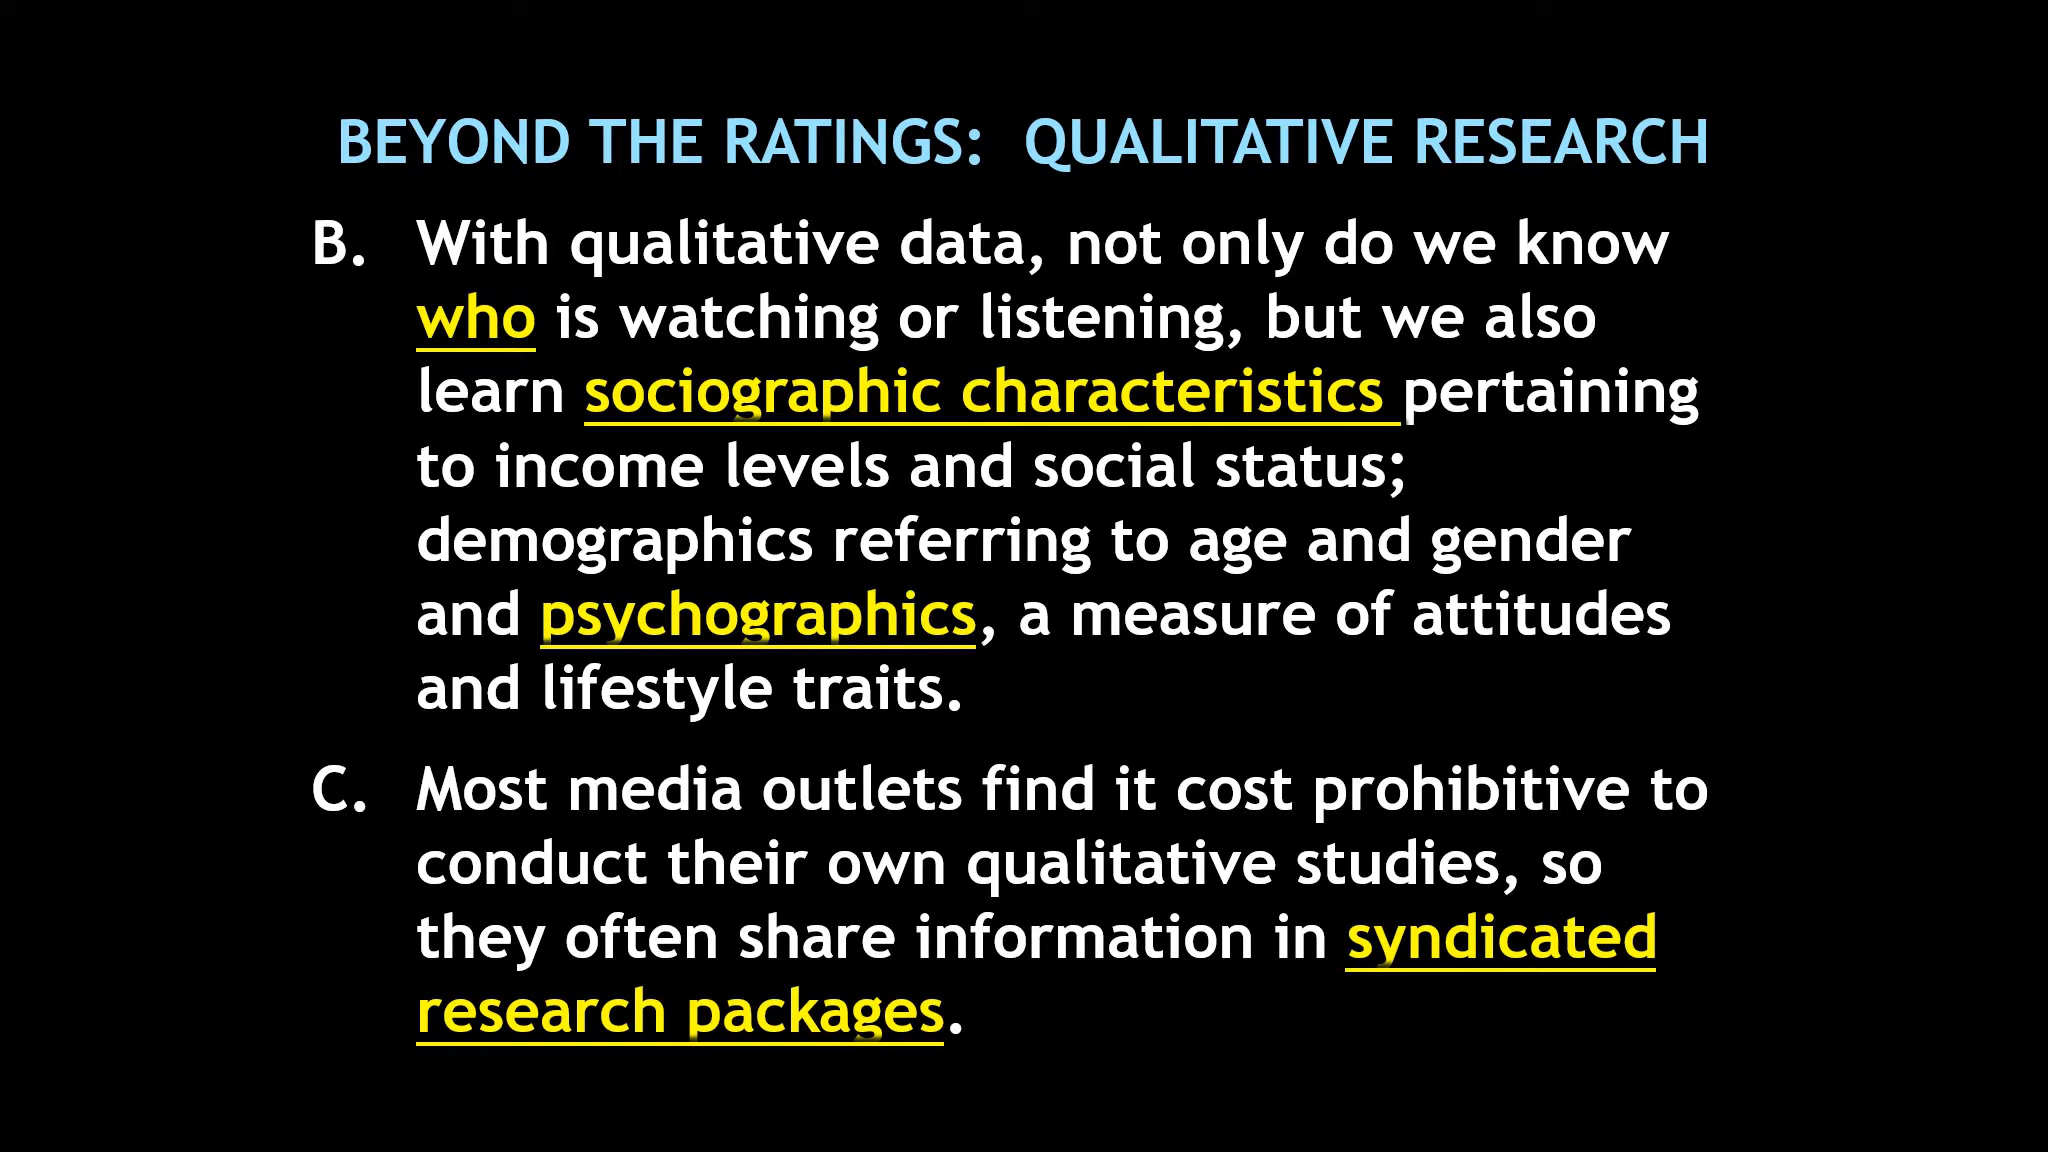 BEYOND THE RATINGS:  QUALITATIVE RESEARCH
B. With qualitative data, not only do we know
who is watching or listening, but we also
learn sociographic characteristics pertaining
to income levels and social status;
demographics referring to age and gender
and psychographics, a measure of attitudes
and lifestyle traits.
C. Most media outlets find it cost prohibitive to
conduct their own qualitative studies, so
they often share information in syndicated
research packages.